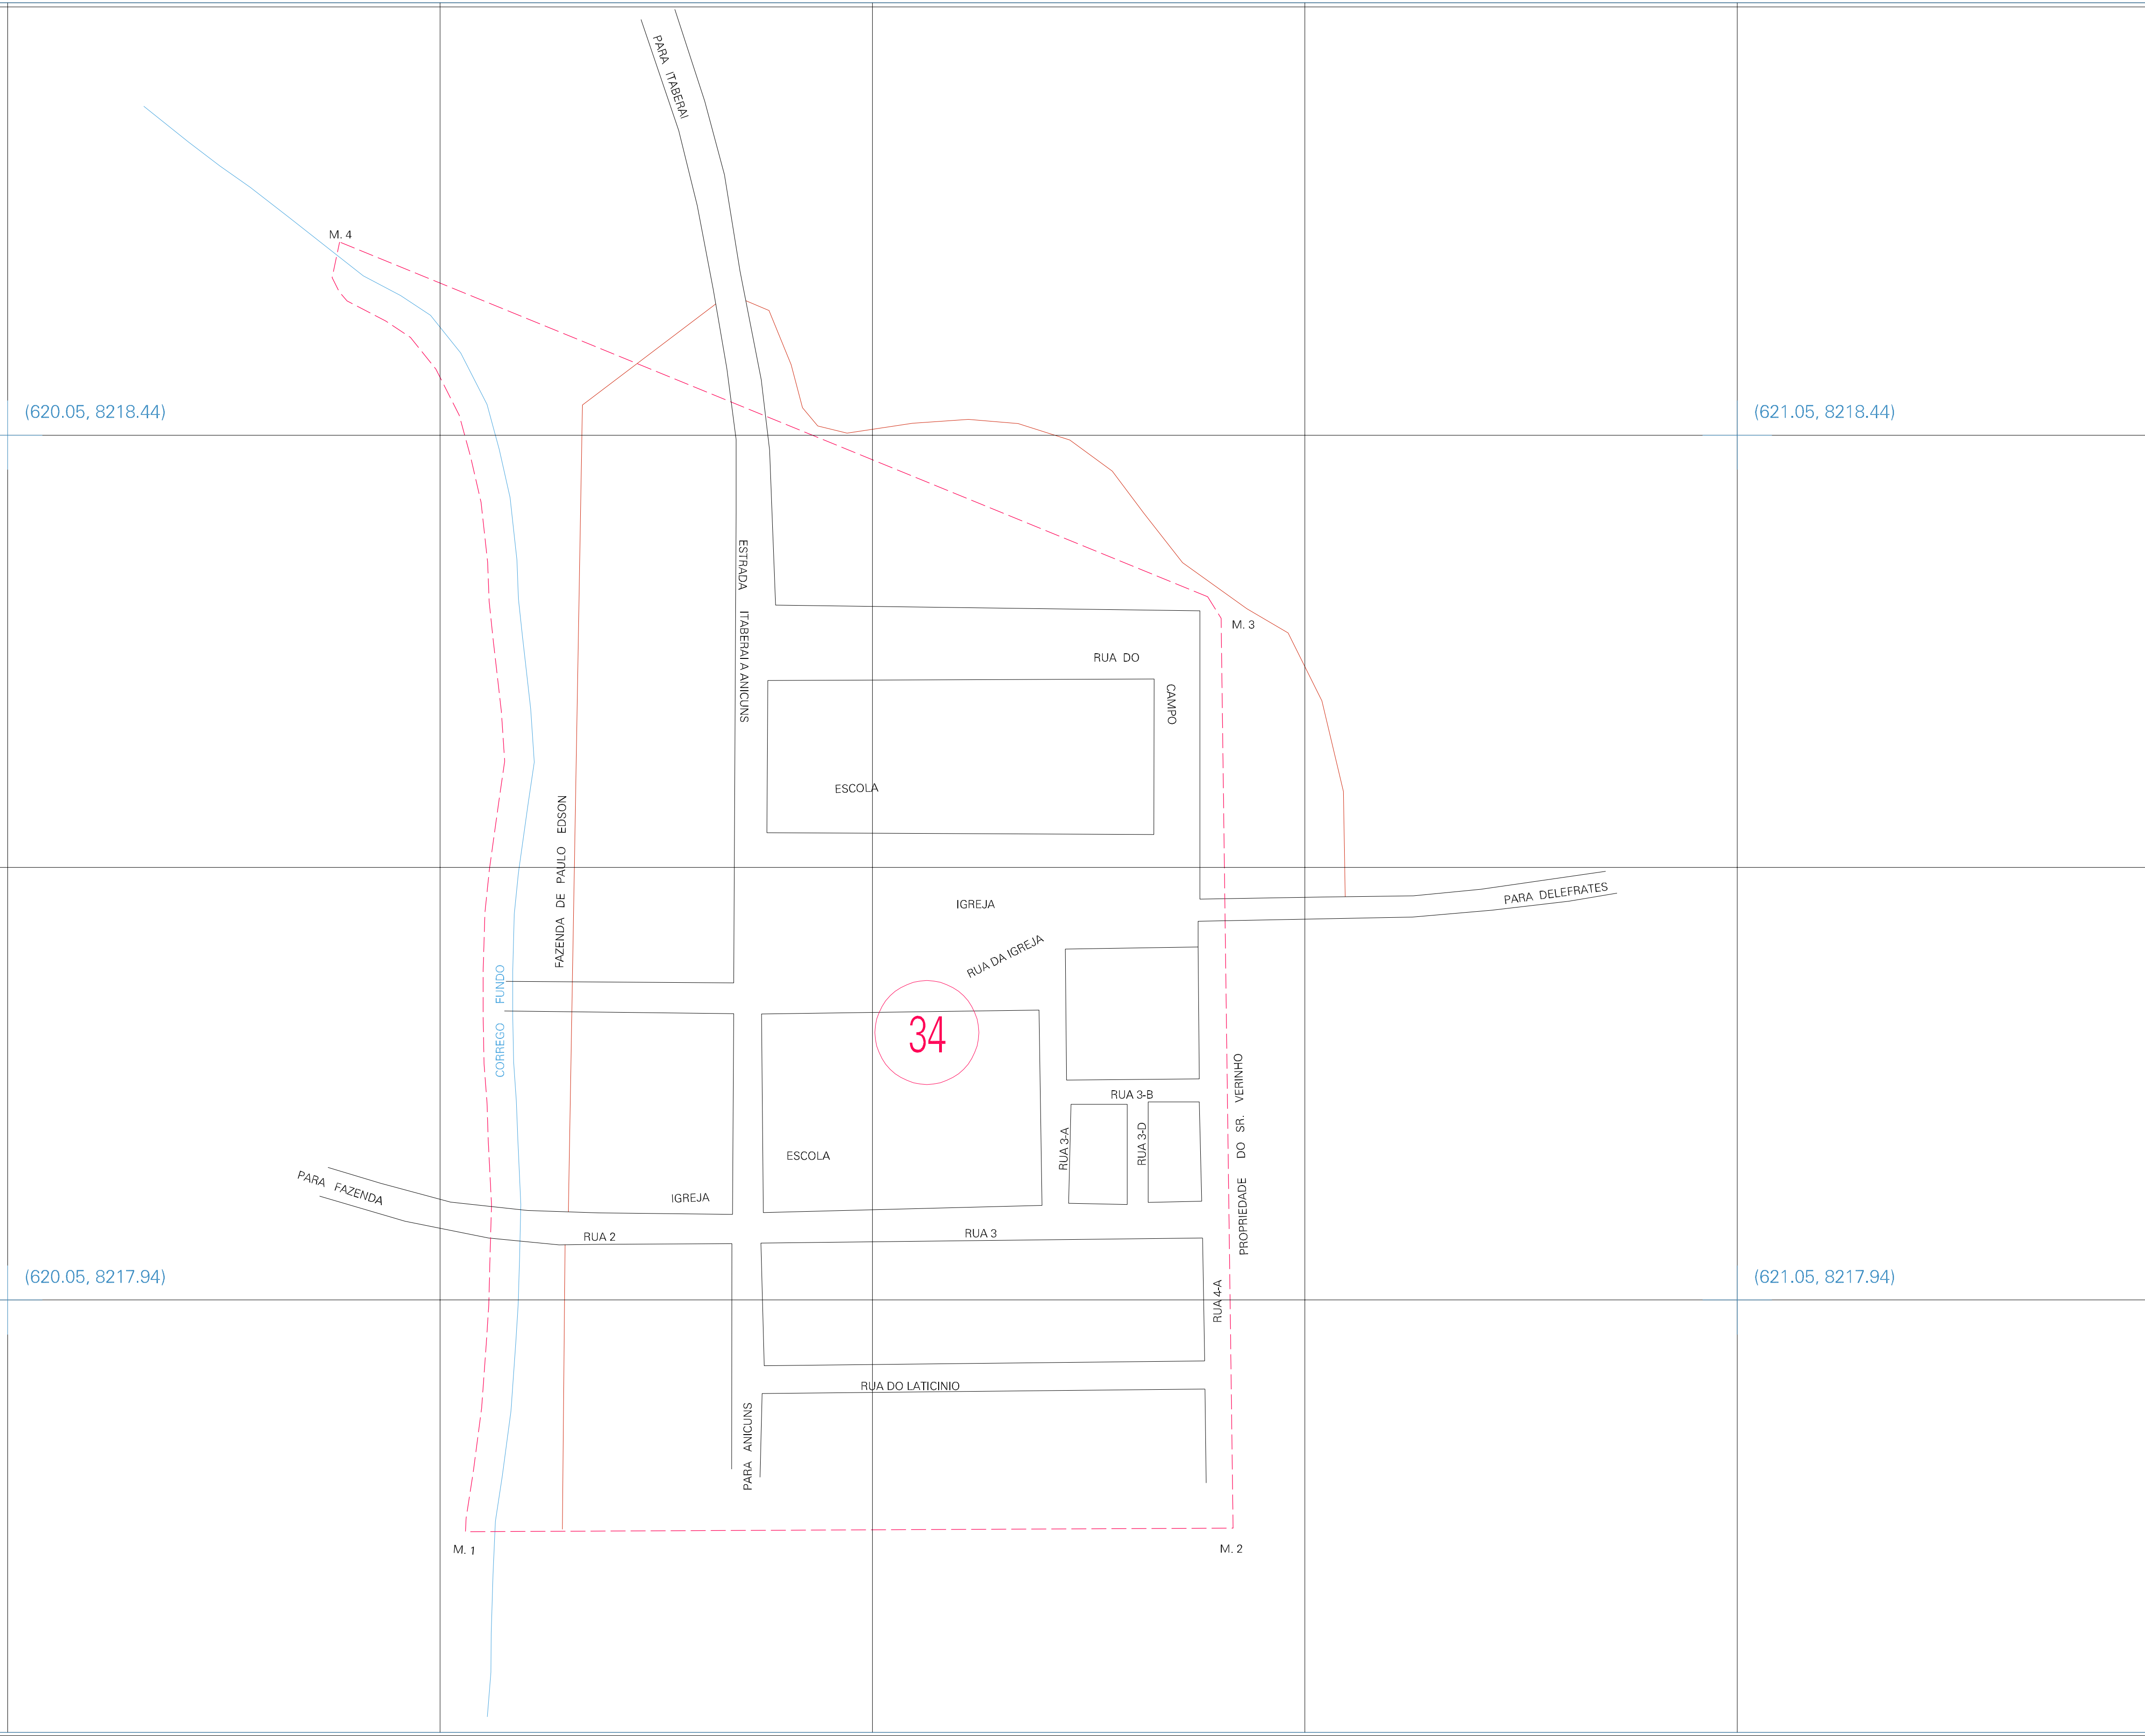 PARA ITABERAI
M. 4
(620.05, 8218.44)
(621.05, 8218.44)
ESTRADA ITABERAI A ANICUNS
M. 3
RUA DO
CAMPO
ESCOLA
FAZENDA DE PAULO EDSON
PARA DELEFRATES
IGREJA
RUA DA IGREJA
CORREGO FUNDO
34
PROPRIEDADE DO SR. VERINHO
RUA 3-B
RUA 3-A
RUA 3-D
ESCOLA
PARA FAZENDA
IGREJA
RUA 2
RUA 3
(620.05, 8217.94)
(621.05, 8217.94)
RUA 4-A
RUA DO LATICINIO
PARA ANICUNS
M. 1
M. 2